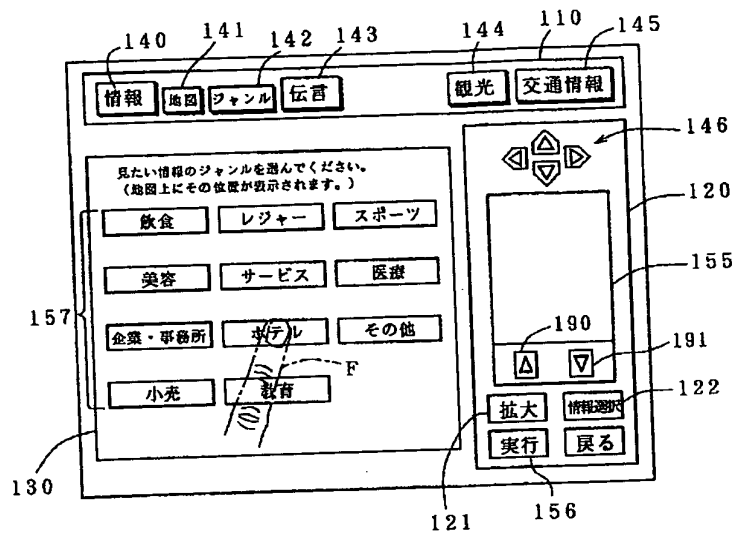 140 141 142 143 144 110 145
情報 地図 ジャンル 伝言 観光 交通情報
146
見たい情報のジャンルを選んでください。
（地図上にその位置が表示されます。）
120
飲食 レジャー スポーツ
155
美容 サービス 医療
157
190
企業・事務所 ホテル その他
191
F
小売 教育
122
拡大 情報選択
実行 戻る
130
121
156